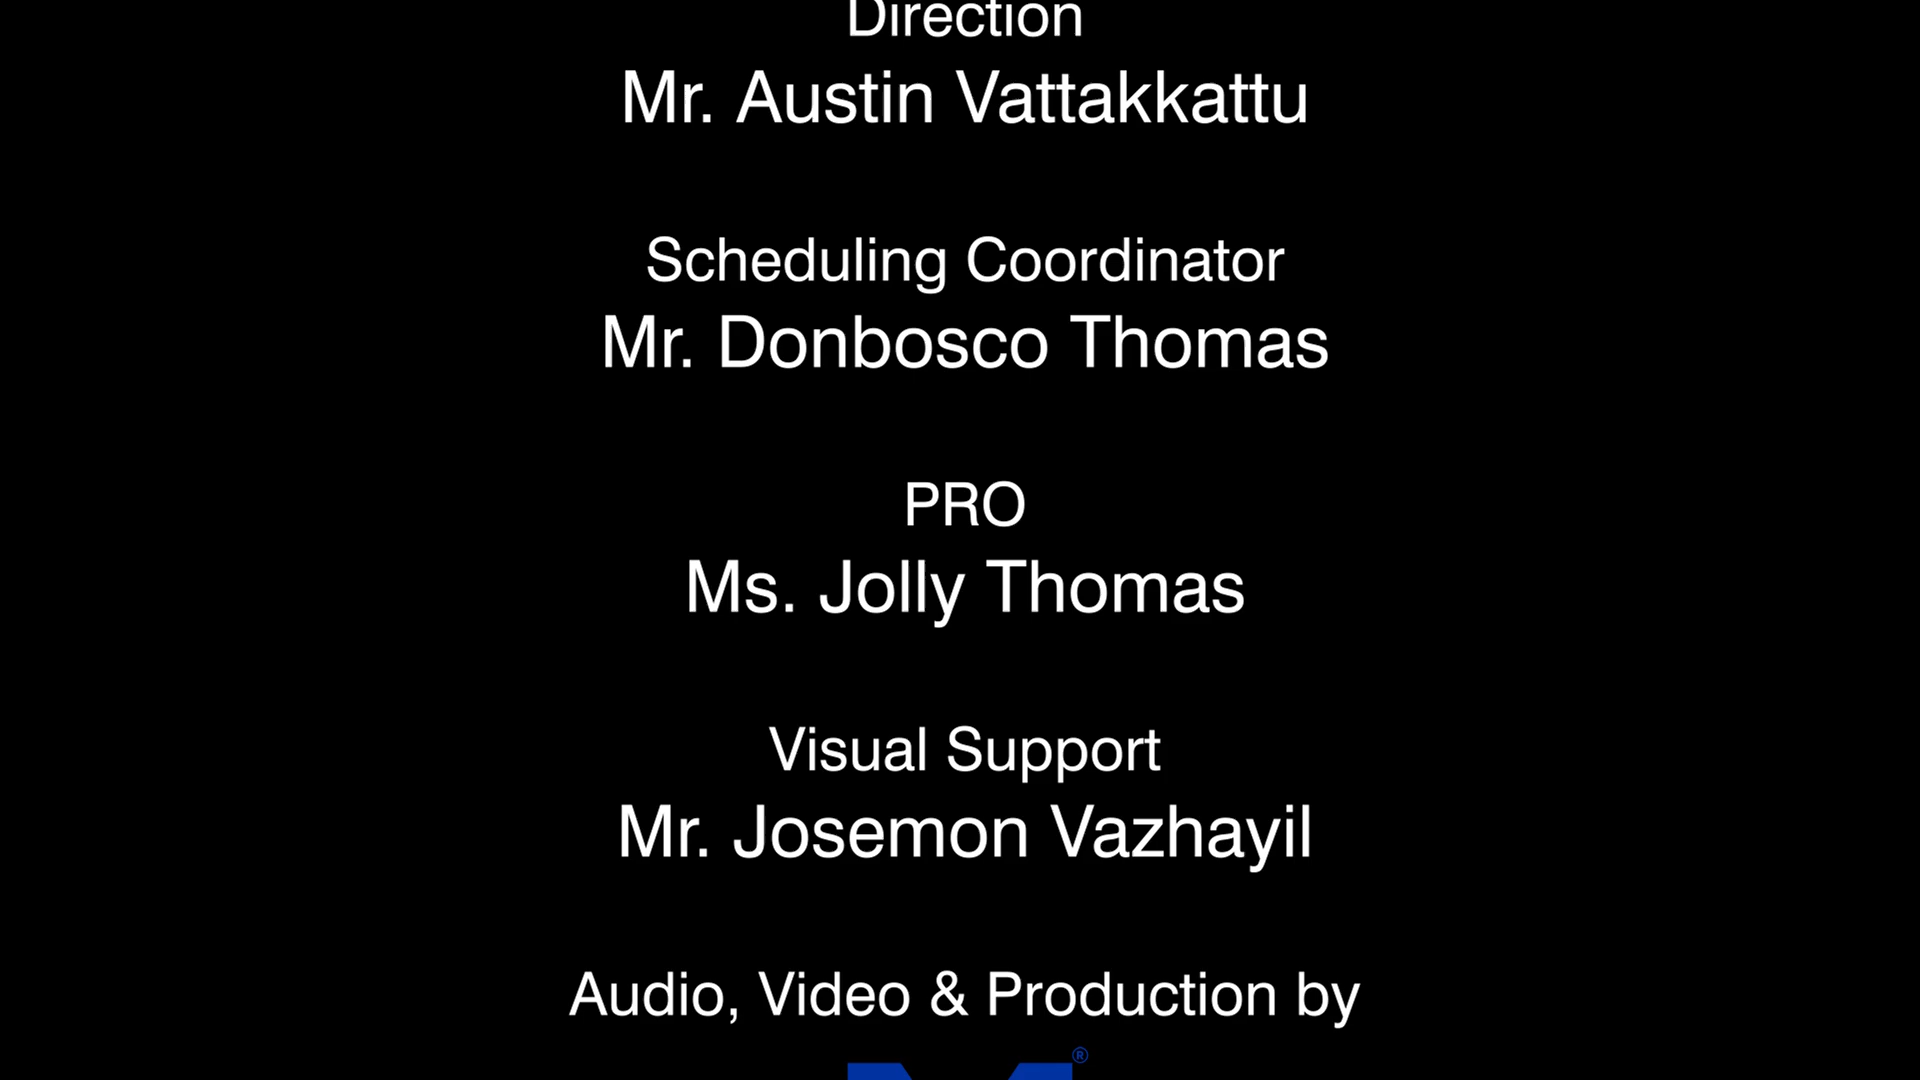 Direction
Mr. Austin Vattakkattu
Scheduling Coordinator
Mr. Donbosco Thomas
PRO
Ms. Jolly Thomas
Visual Support
Mr. Josemon Vazhayil
Audio, Video & Production by
®